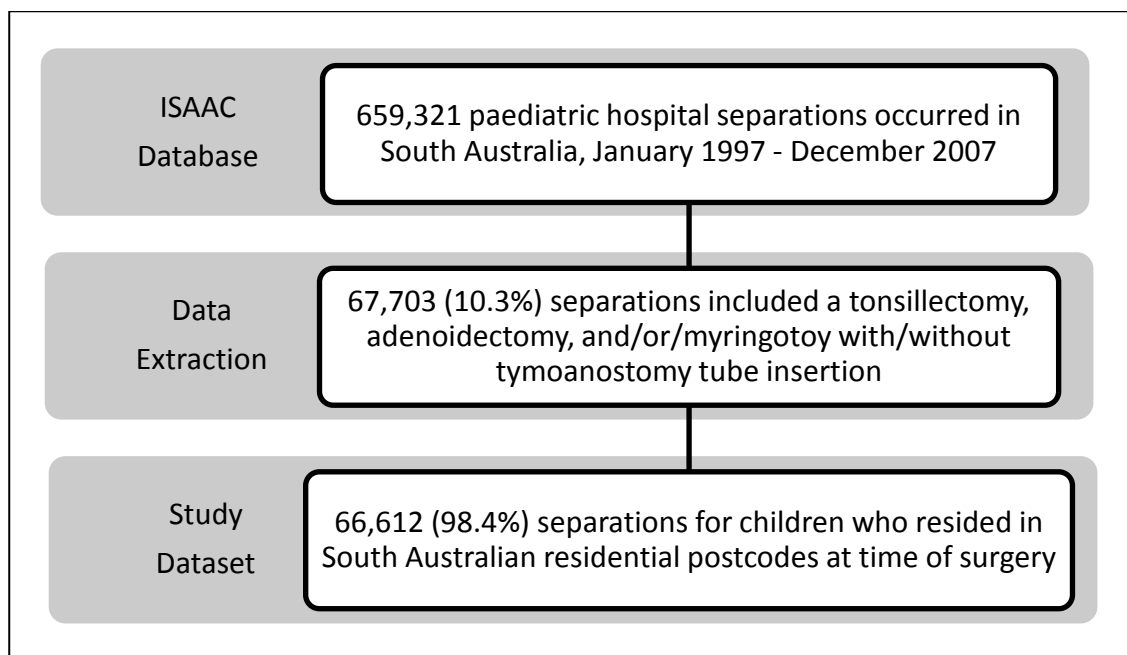 ISAAC
Database
659,321 paediatric hospital separations occurred in
South Australia, January 1997 - December 2007
Data
Extraction
67,703 (10.3%) separations included a tonsillectomy,
adenoidectomy, and/or/myringotoy with/without
tymoanostomy tube insertion
Study
Dataset
66,612 (98.4%) separations for children who resided in
South Australian residential postcodes at time of surgery